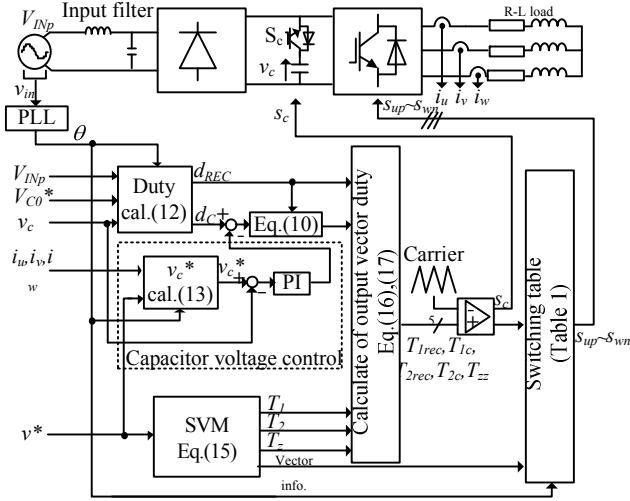 V_INp
Input filter
S_c
v_c
R-L load
v_in
i_u
i_v
i_w
s_up~s_wn
s_c
PLL
θ
V_INp
V_C0*
v_c
Duty
cal.(12)
d_REC
d_C
+
-
Eq.(10)
i_u,i_v,i
w
v_c*
cal.(13)
v_c*
+
-
PI
Capacitor voltage control
Calculate of output vector duty
Eq.(16),(17)
Carrier
-
+
s_c
5
T_1rec,T_1c,
T_2rec,T_2c,T_zz
Switching table
(Table 1)
s_up~s_wn
v*
SVM
Eq.(15)
T_1
T_2
T_z
Vector
info.